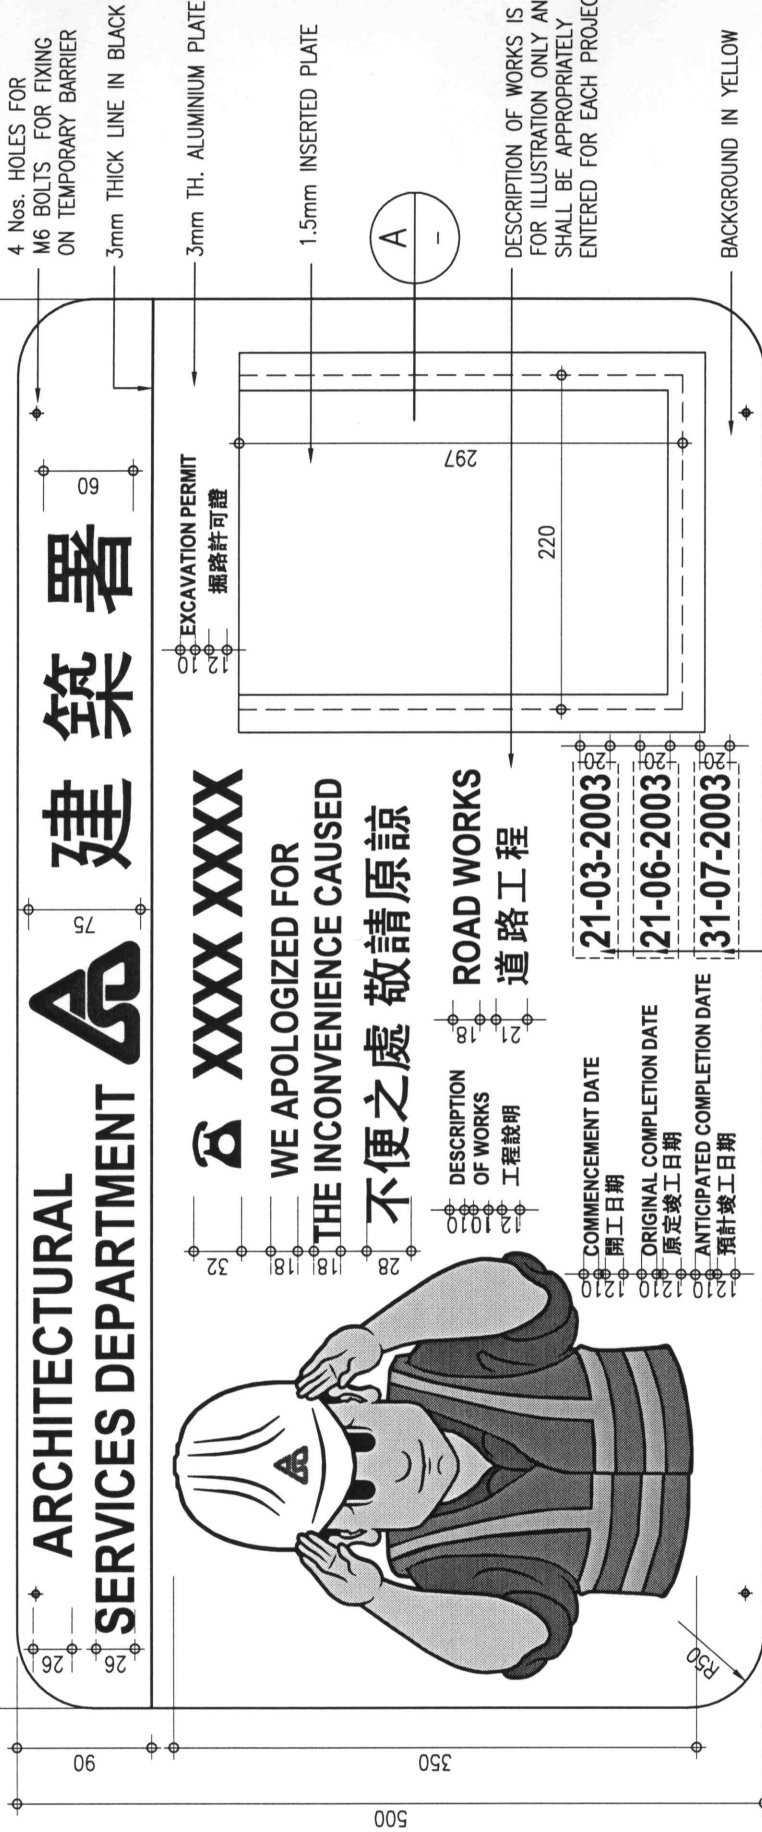 4 Nos. HOLES FOR
M6 BOLTS FOR FIXING
ON TEMPORARY BARRIER
3mm THICK LINE IN BLACK
3mm TH. ALUMINIUM PLATE
1.5mm INSERTED PLATE
A
-
DESCRIPTION OF WORKS IS
FOR ILLUSTRATION ONLY
SHALL BE APPROPRIATELY
ENTERED FOR EACH
BACKGROUND IN YELLOW
ARCHITECTURAL
SERVICES DEPARTMENT
建築署
26
26
75
60
90
500
350
R50
XXXX XXXX
WE APOLOGIZED FOR
THE INCONVENIENCE CAUSED
不便之處 敬請原諒
32
18
18
28
EXCAVATION PERMIT
掘路許可證
10
10
12
297
220
DESCRIPTION
OF WORKS
工程說明
10
10
10
12
ROAD WORKS
道路工程
18
21
COMMENCEMENT DATE
開工日期
21-03-2003
12
10
20
ORIGINAL COMPLETION DATE
原定竣工日期
21-06-2003
12
10
20
ANTICIPATED COMPLETION DATE
預計竣工日期
31-07-2003
12
10
20